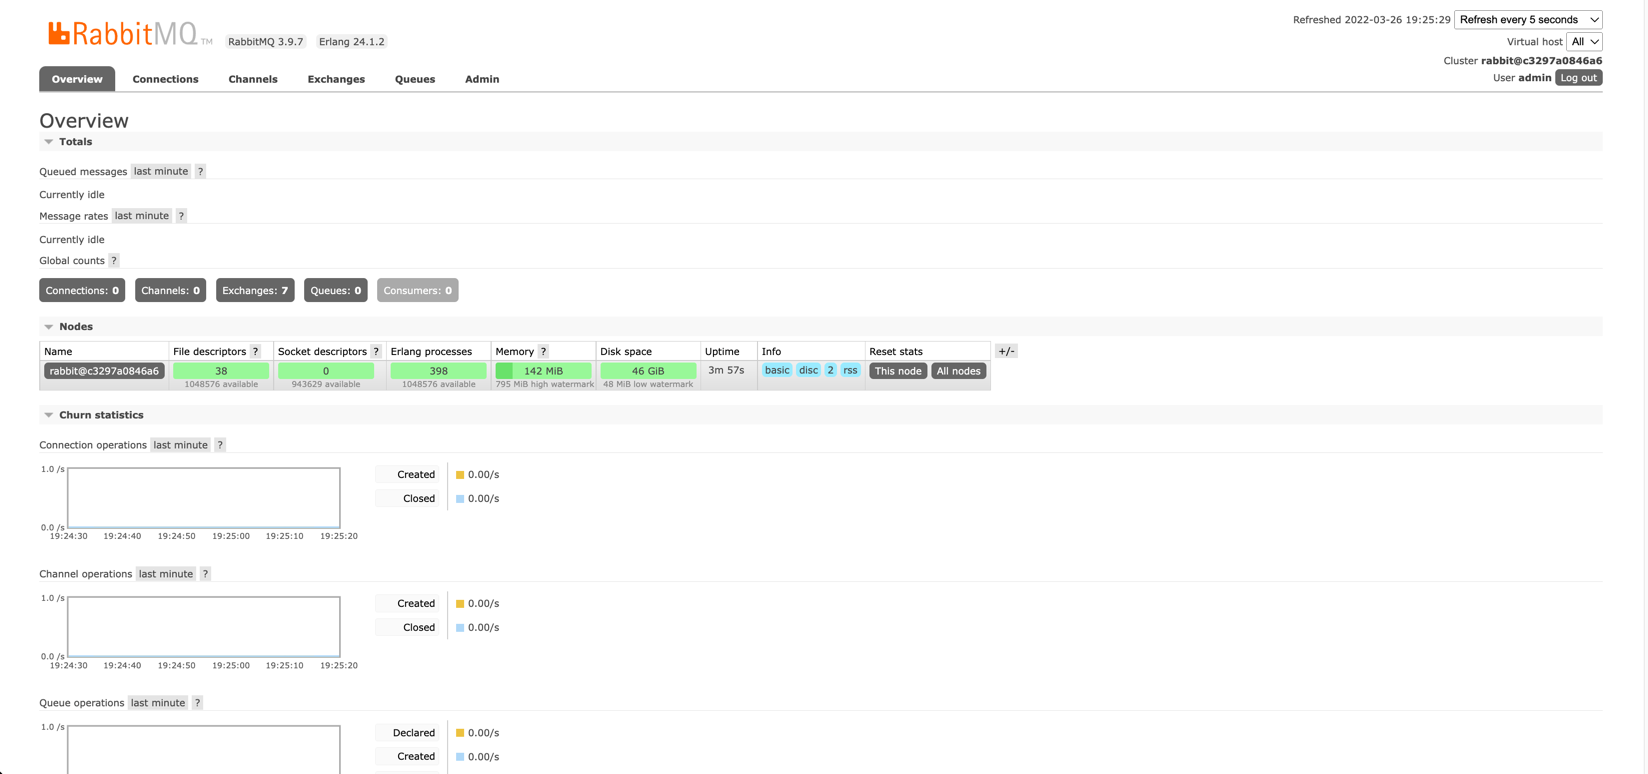 Refreshed 2022-03-26 19:25:29 Refresh every 5 seconds
RabbitMQ TM RabbitMQ 3.9.7 Erlang 24.1.2
Virtual host All
Cluster rabbit@c3297a0846a6
User admin Log out
Overview Connections Channels Exchanges Queues Admin
Overview
Totals
Queued messages last minute ?
Currently idle
Message rates last minute ?
Currently idle
Global counts ?
Connections: 0 Channels: 0 Exchanges: 7 Queues: 0 Consumers: 0
Nodes
Name File descriptors ? Socket descriptors ? Erlang processes Memory ? Disk space Uptime Info Reset stats +/-
rabbit@c3297a0846a6 38 0 398 142 MiB 46 GiB 3m 57s basic disc 2 rss This node All nodes
1048576 available 943629 available 1048576 available 795 MiB high watermark 48 MiB low watermark
Churn statistics
Connection operations last minute ?
1.0 /s
Created 0.00/s
Closed 0.00/s
0.0 /s
19:24:30 19:24:40 19:24:50 19:25:00 19:25:10 19:25:20
Channel operations last minute ?
1.0 /s
Created 0.00/s
Closed 0.00/s
0.0 /s
19:24:30 19:24:40 19:24:50 19:25:00 19:25:10 19:25:20
Queue operations last minute ?
1.0 /s
Declared 0.00/s
Created 0.00/s